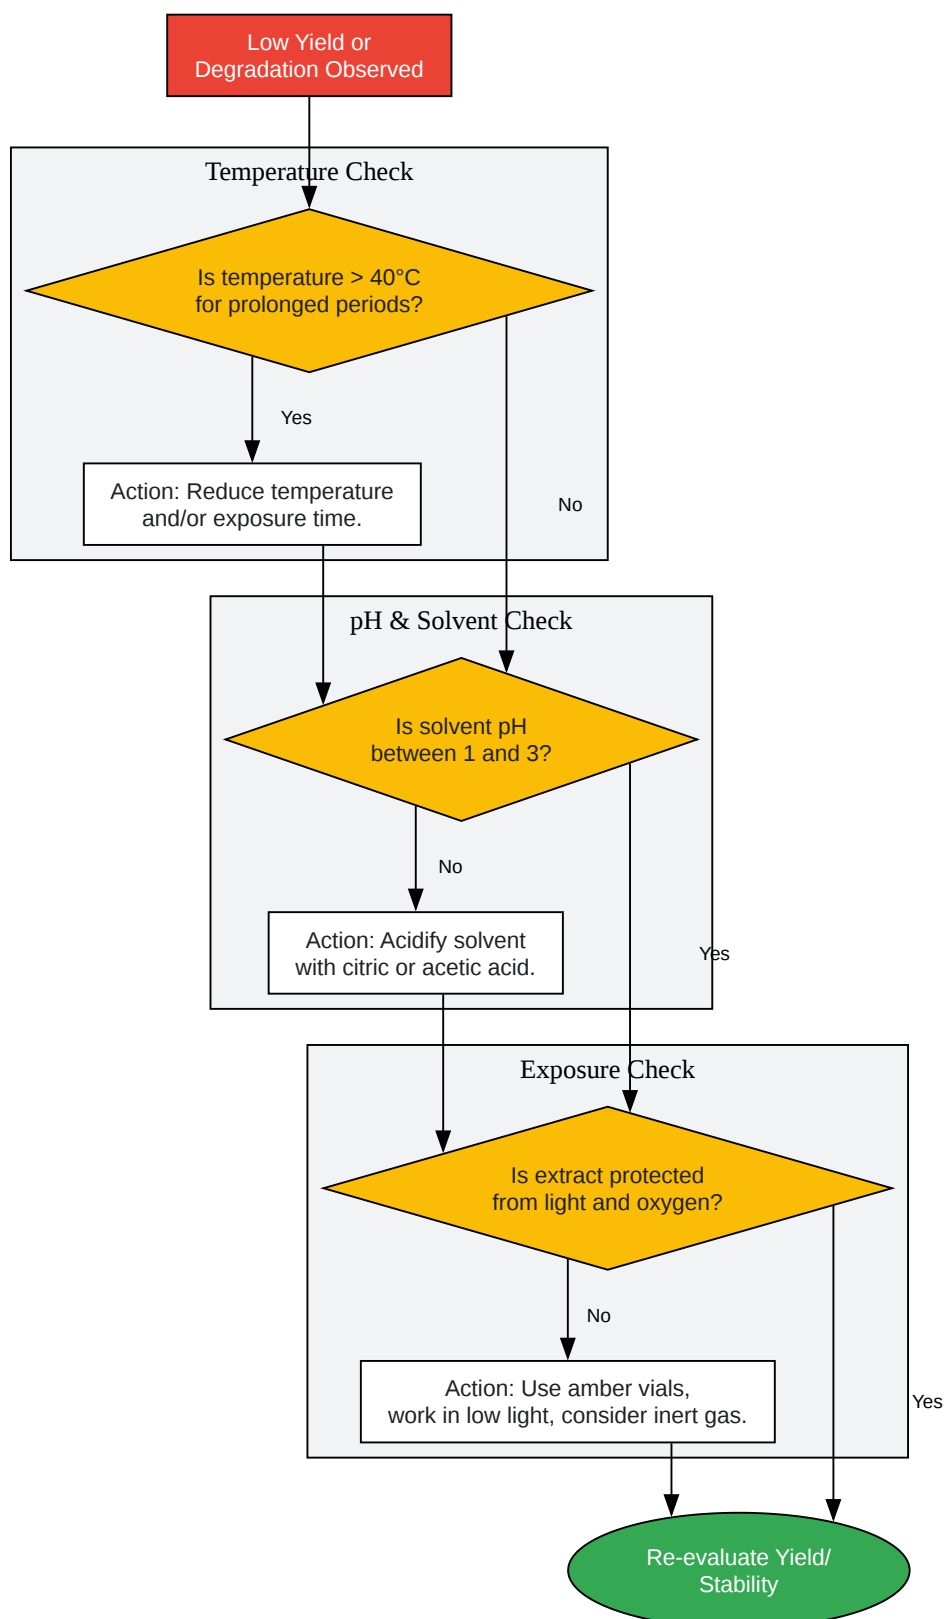 Low Yield or
Degradation Observed
Temperature Check
Is temperature > 40°C
for prolonged periods?
Yes
Action: Reduce temperature
and/or exposure time.
No
pH & Solvent Check
Is solvent pH
between 1 and 3?
No
Action: Acidify solvent
with citric or acetic acid.
Yes
Exposure Check
Is extract protected
from light and oxygen?
No
Action: Use amber vials,
work in low light, consider inert gas.
Yes
Re-evaluate Yield/
Stability